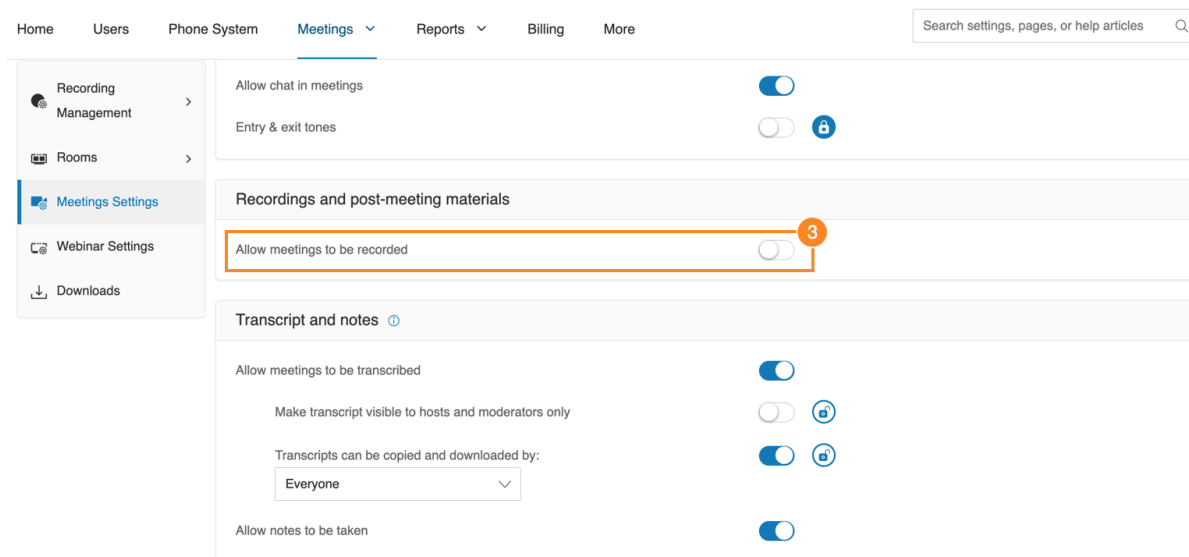 Home Users Phone System Meetings Reports Billing More Search settings, pages, or help articles
Recording
Management
Rooms
Meetings Settings
Webinar Settings
Downloads
Allow chat in meetings
Entry & exit tones
Recordings and post-meeting materials
3
Allow meetings to be recorded
Transcript and notes
Allow meetings to be transcribed
Make transcript visible to hosts and moderators only
Transcripts can be copied and downloaded by:
Everyone
Allow notes to be taken